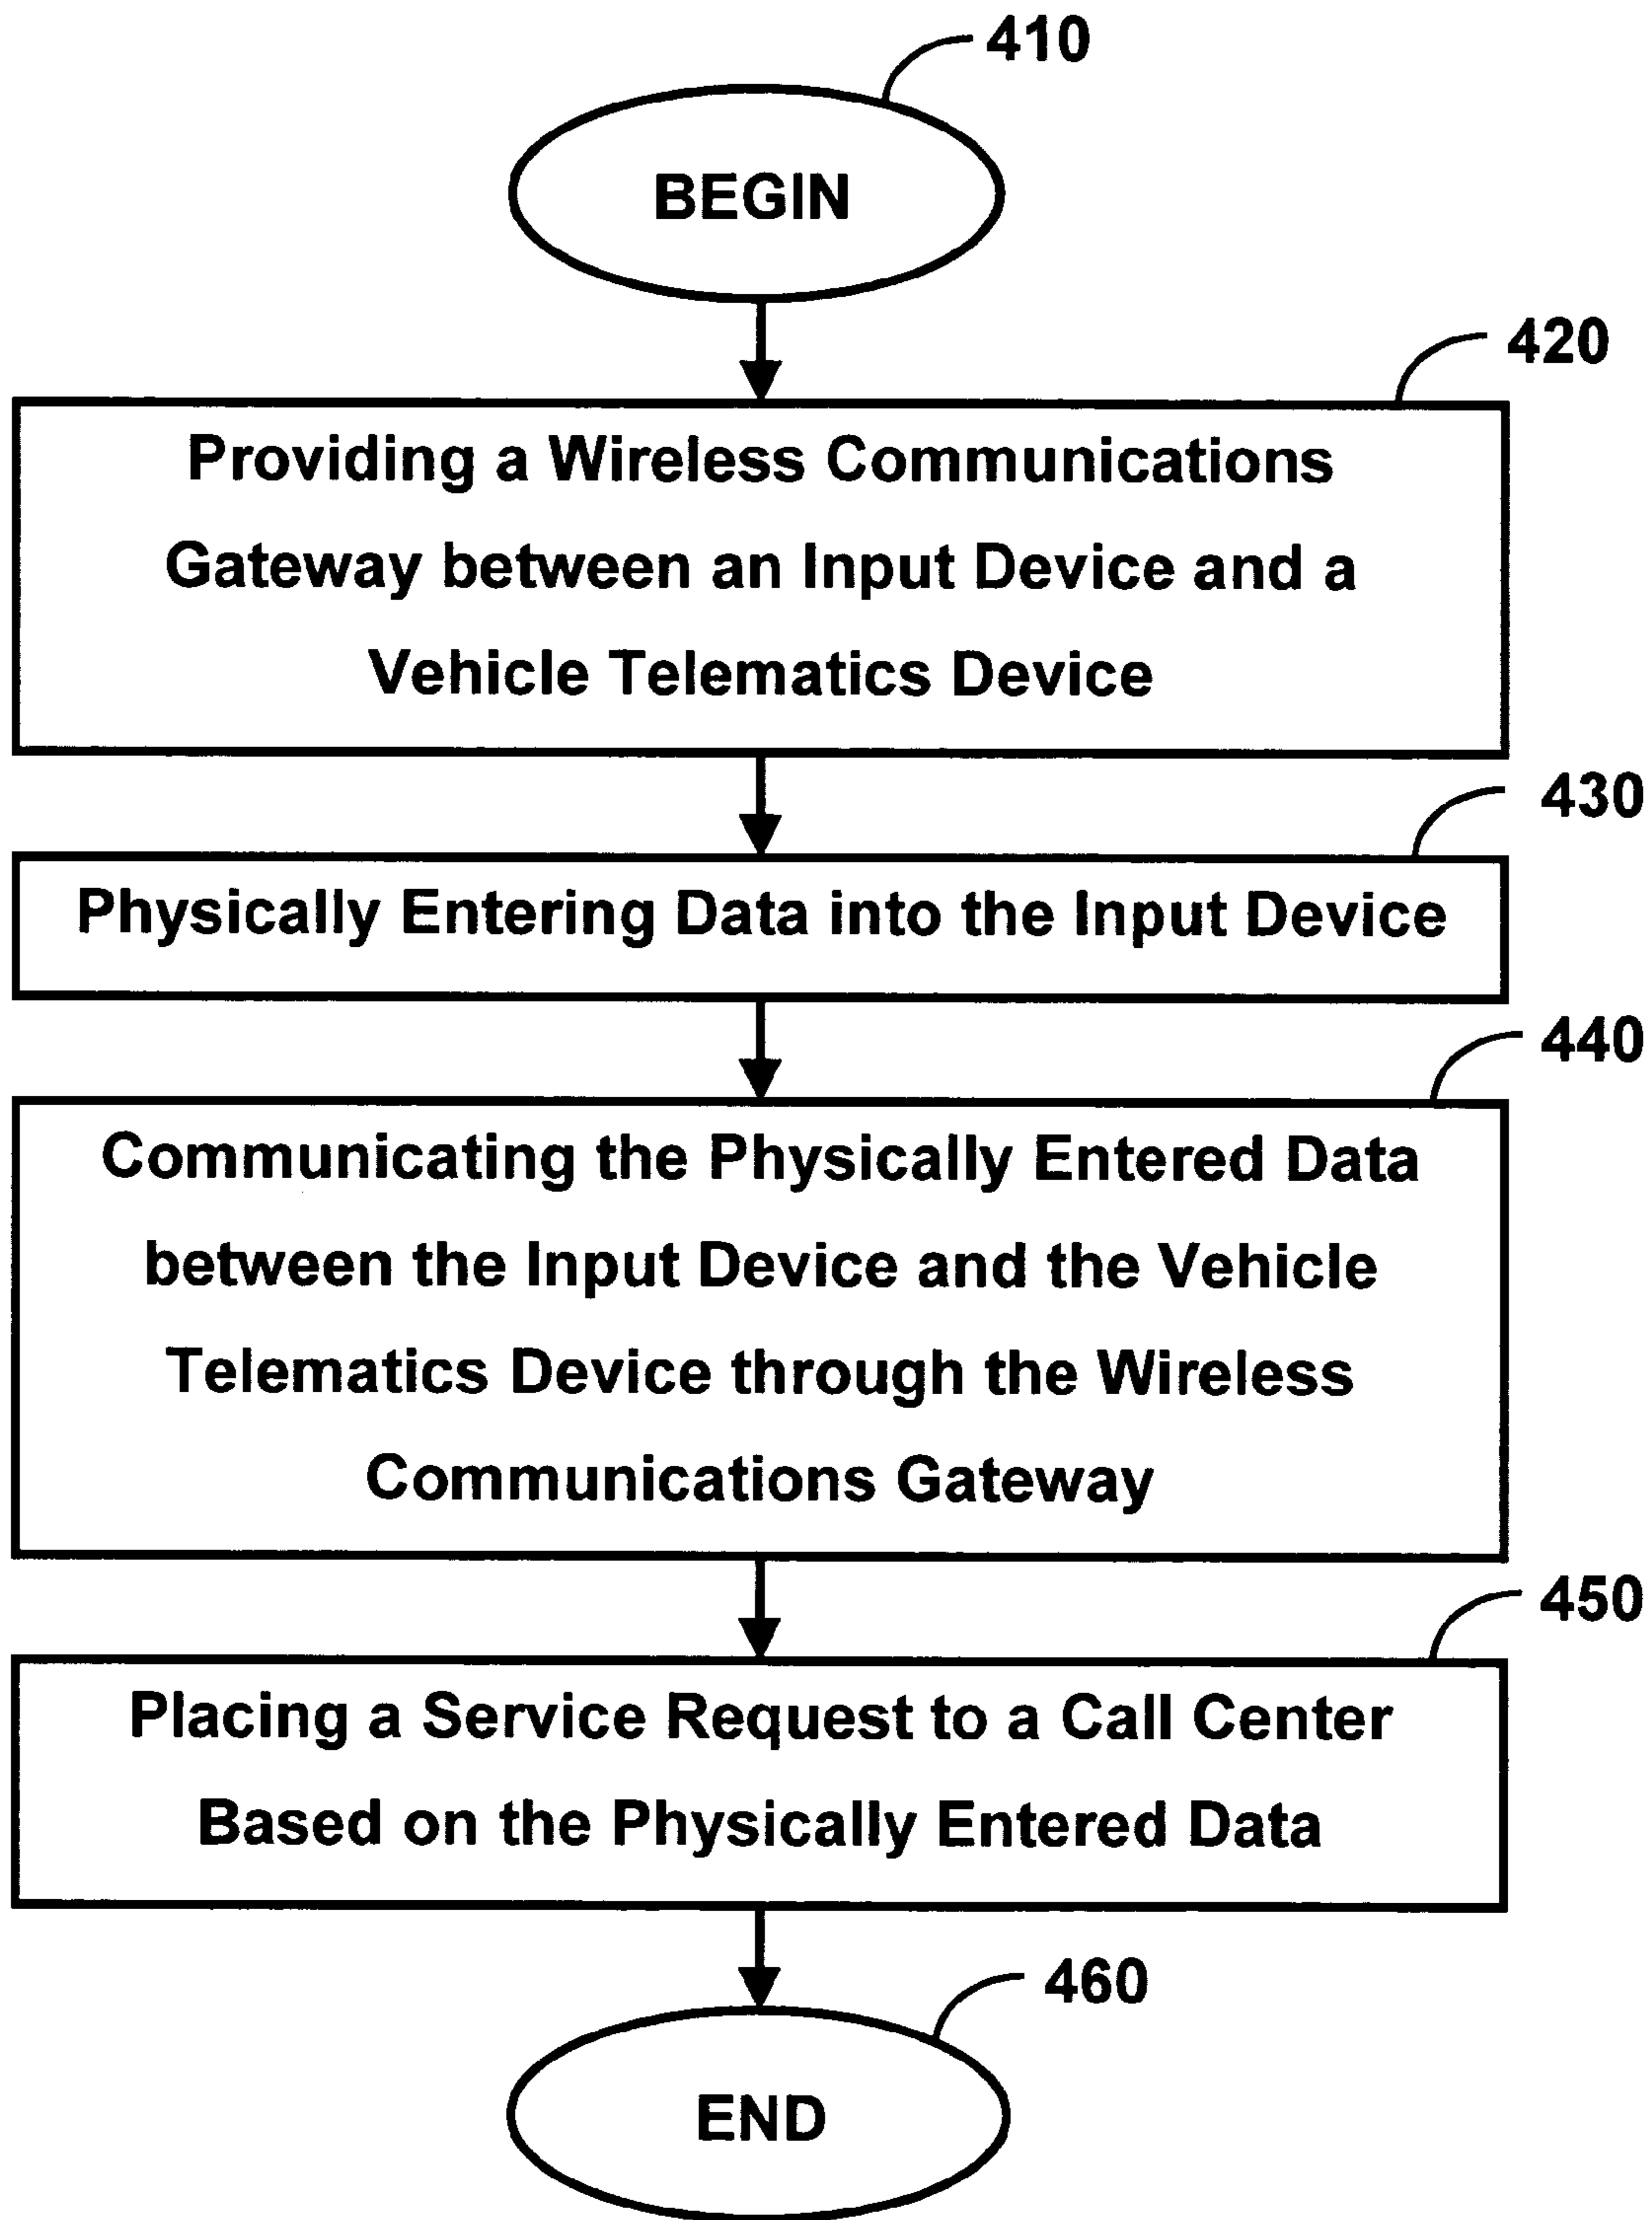 410
BEGIN
420
Providing a Wireless Communications
Gateway between an Input Device and a
Vehicle Telematics Device
430
Physically Entering Data into the Input Device
440
Communicating the Physically Entered Data
between the Input Device and the Vehicle
Telematics Device through the Wireless
Communications Gateway
450
Placing a Service Request to a Call Center
Based on the Physically Entered Data
460
END